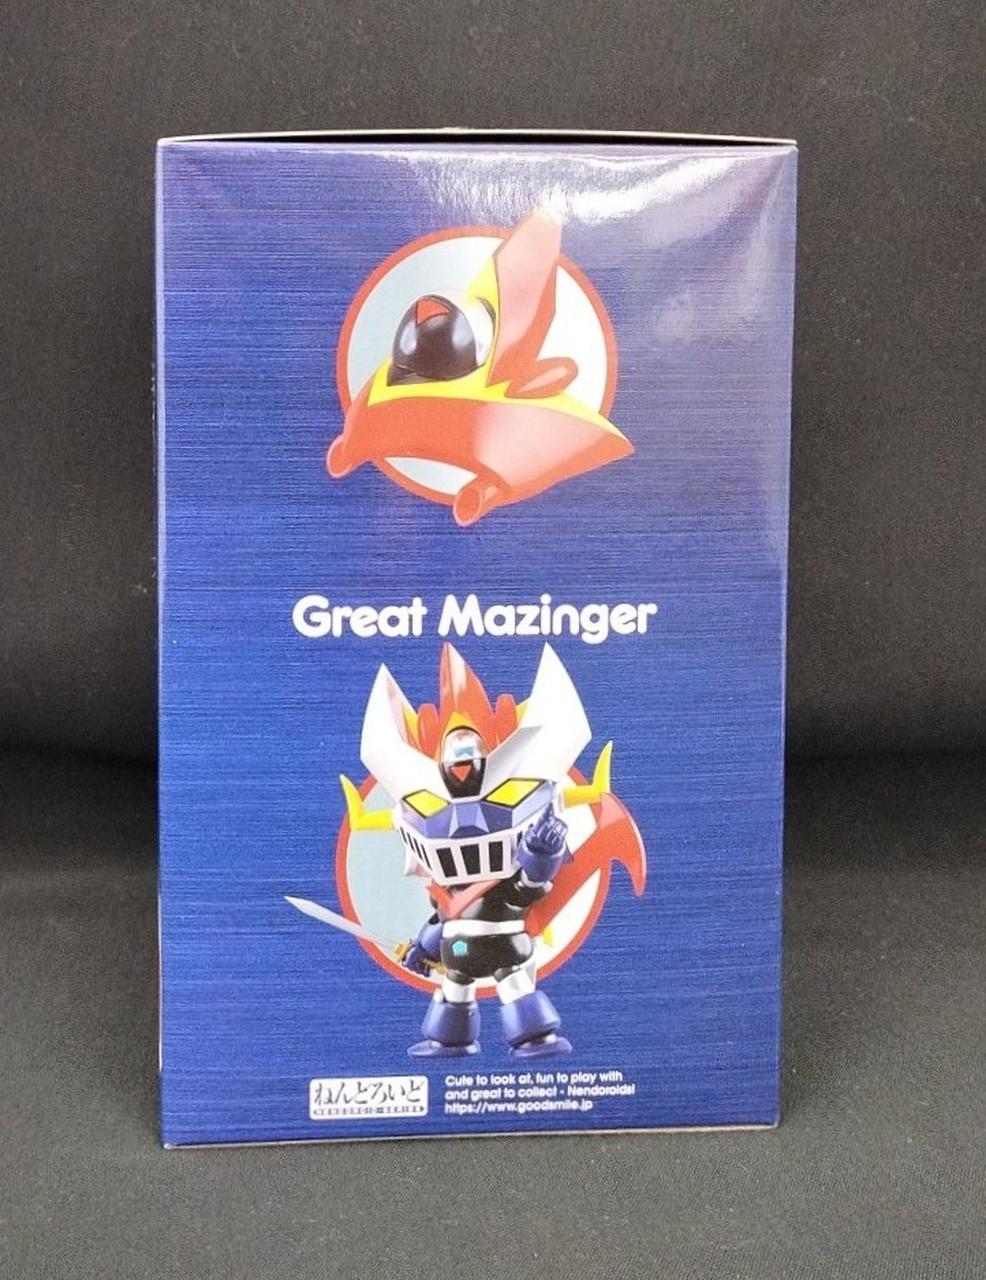 Great Mazinger
ねんどろいど
NENDOROID-SERIES
Cute to look at, fun to play with
and great to collect - Nendoroids!
https://www.goodsmile.jp